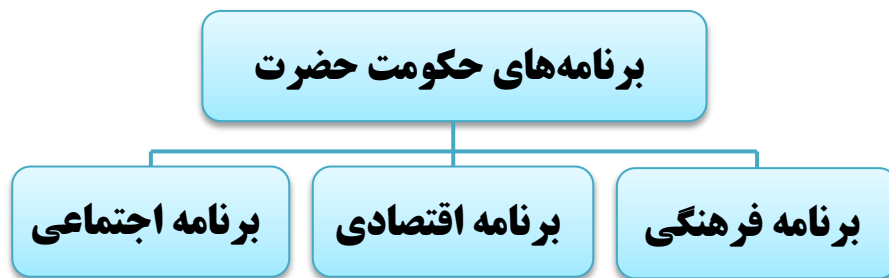 برنامه‌های حکومت حضرت
برنامه فرهنگی
برنامه اقتصادی
برنامه اجتماعی